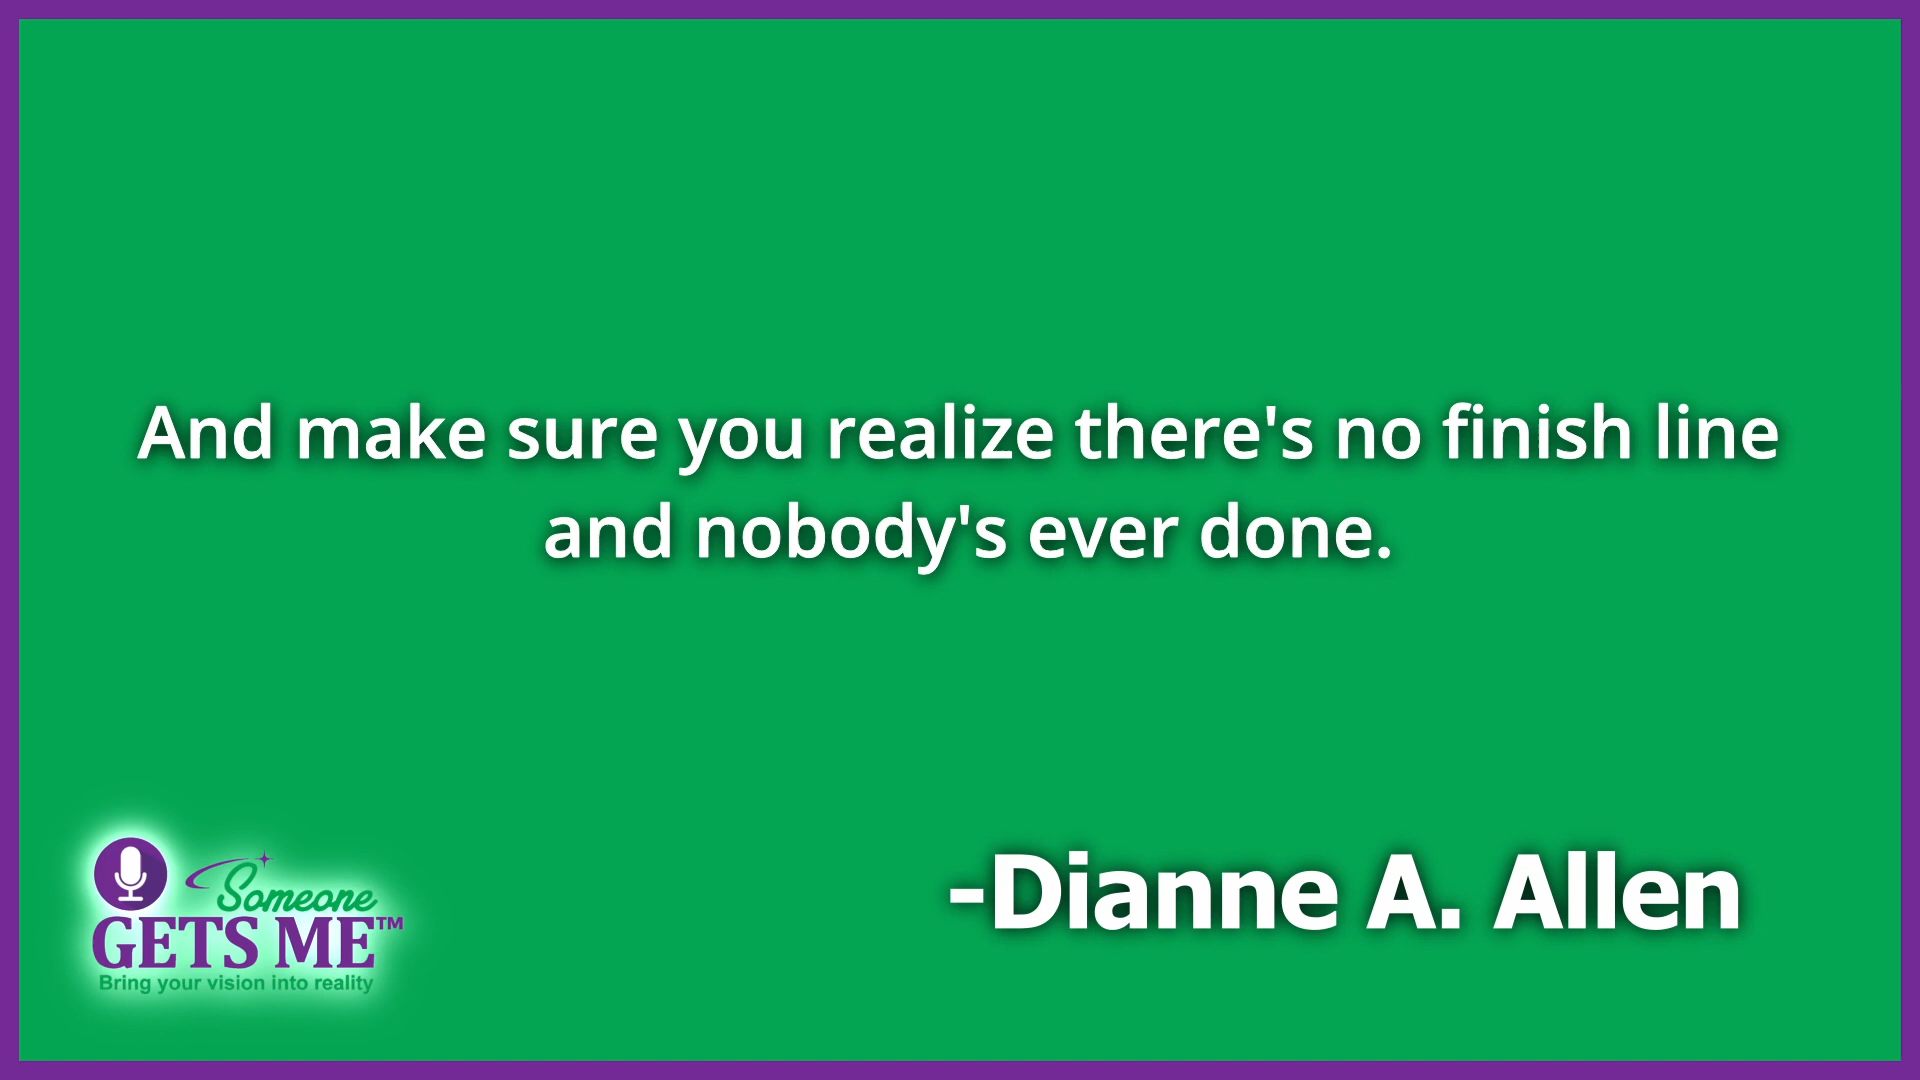 And make sure you realize there's no finish line
and nobody's ever done.
-Dianne A. Allen
Someone
GETS ME™
Bring your vision into reality